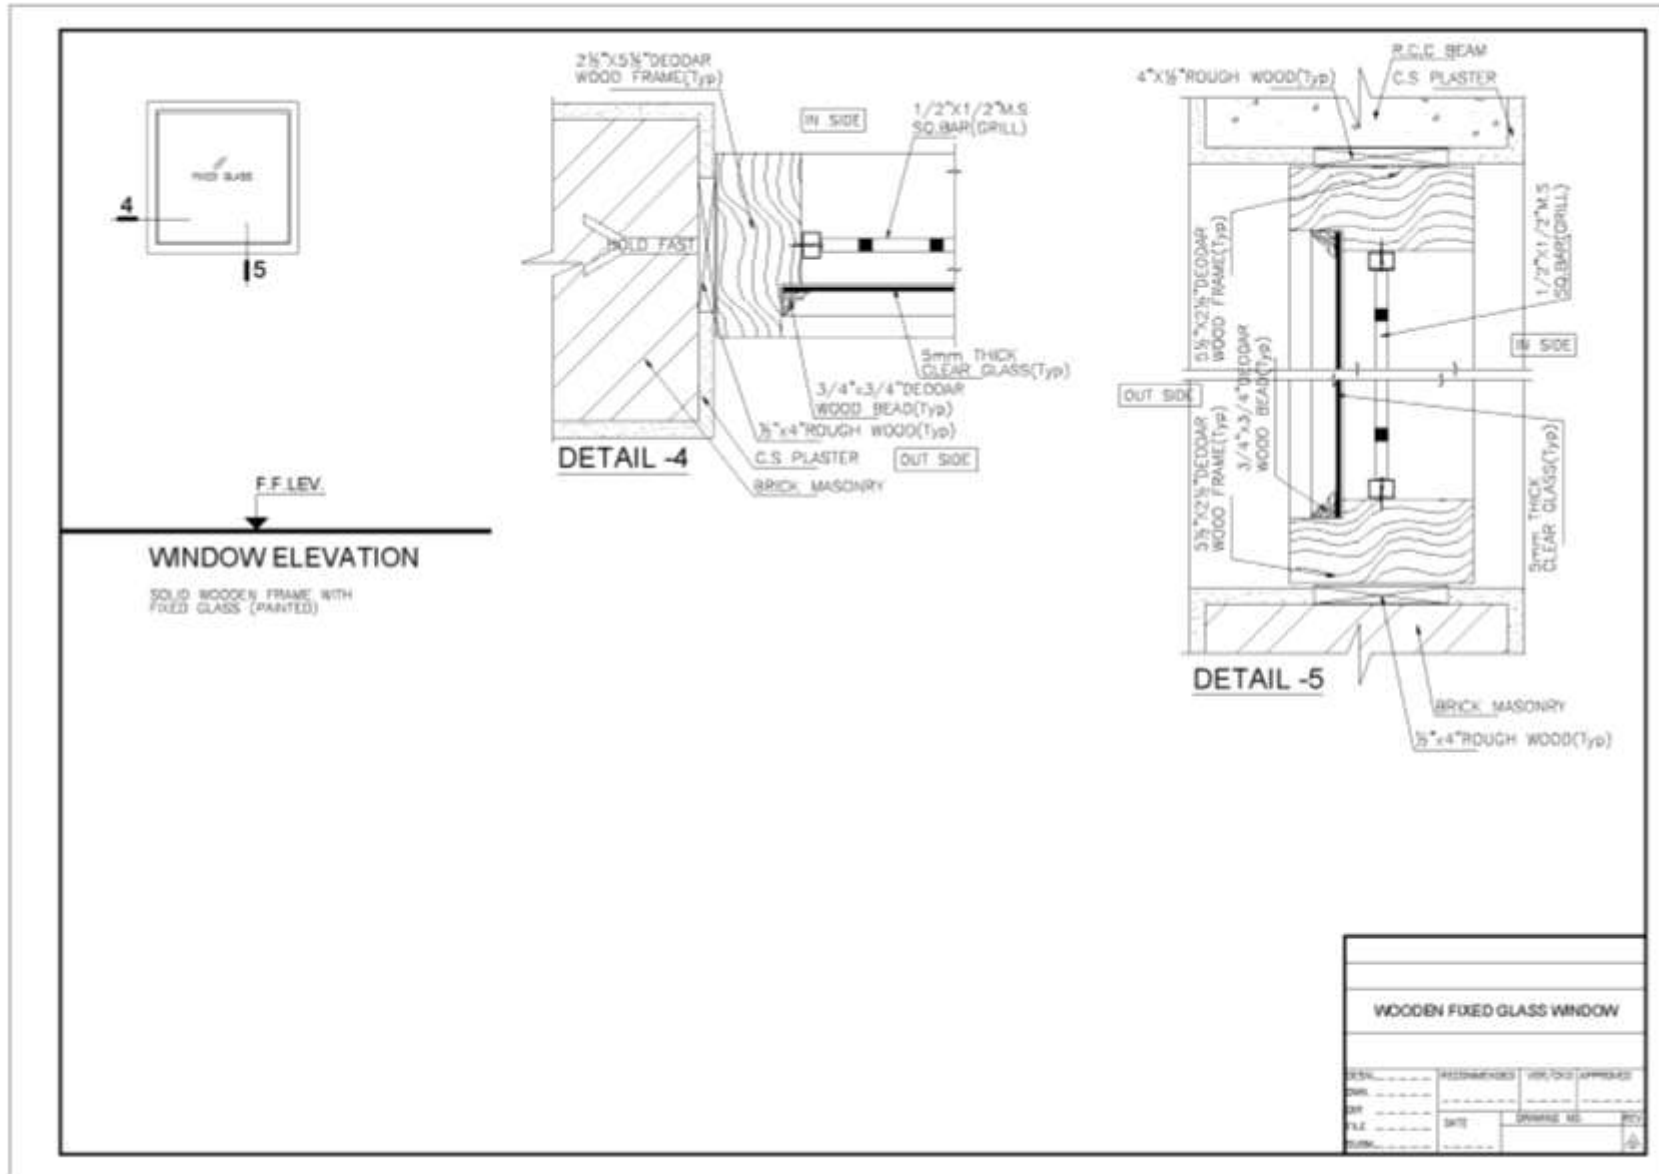 FIXED GLASS
4
5
F.F.LEV.
WINDOW ELEVATION
SOLID WOODEN FRAME WITH
FIXED GLASS (PAINTED)
2½"X5½"DEODAR
WOOD FRAME(Typ)
IN SIDE
1/2"X1/2"M.S
SQ.BAR(GRILL)
HOLD FAST
5mm THICK
CLEAR GLASS(Typ)
3/4"x3/4"DEODAR
WOOD BEAD(Typ)
½"x4"ROUGH WOOD(Typ)
C.S PLASTER
OUT SIDE
BRICK MASONRY
DETAIL -4
R.C.C BEAM
4"X½"ROUGH WOOD(Typ)
C.S PLASTER
5½"X2½"DEODAR
WOOD FRAME(Typ)
1/2"X1/2"M.S
SQ.BAR(GRILL)
IN SIDE
3/4"x3/4"DEODAR
WOOD BEAD(Typ)
OUT SIDE
5½"X2½"DEODAR
WOOD FRAME(Typ)
5mm THICK
CLEAR GLASS(Typ)
DETAIL -5
BRICK MASONRY
½"x4"ROUGH WOOD(Typ)
WOODEN FIXED GLASS WINDOW
RECOMMENDED
APPROVED
DATE
DRAWING NO.
REV